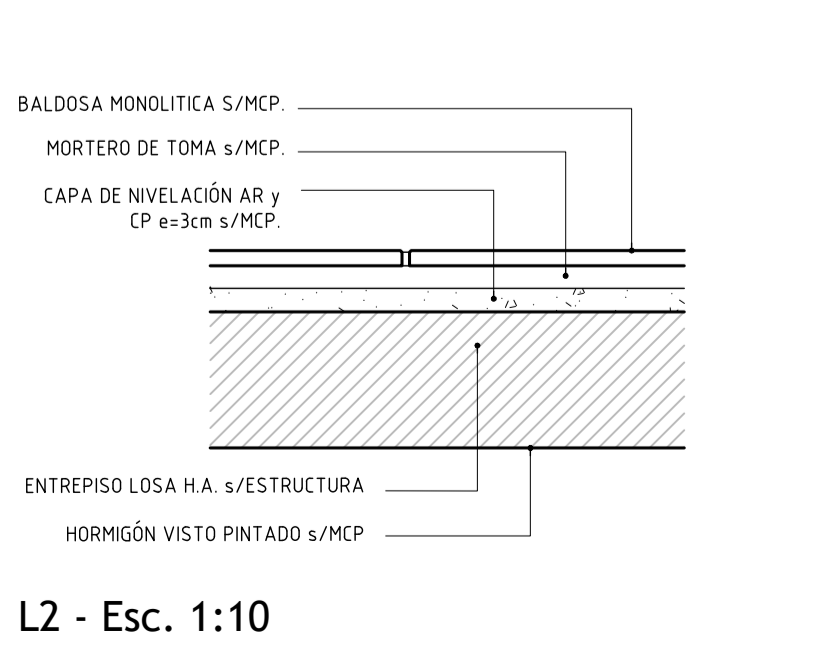 BALDOSA MONOLITICA S/MCP.
MORTERO DE TOMA s/MCP.
CAPA DE NIVELACIÓN AR y
CP e=3cm s/MCP.
ENTREPISO LOSA H.A. s/ESTRUCTURA
HORMIGÓN VISTO PINTADO s/MCP
L2 - Esc. 1:10